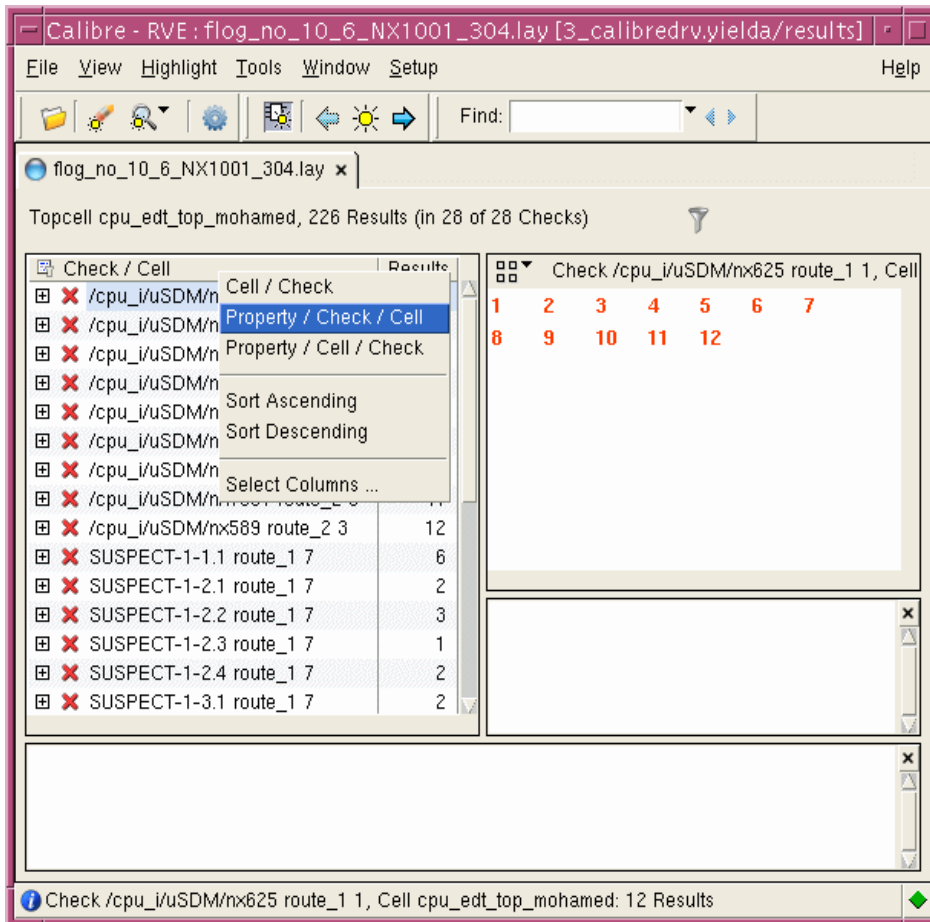 Calibre - RVE : flog_no_10_6_NX1001_304.lay [3_calibredrv.yielda/results]
File View Highlight Tools Window Setup Help
Find:
flog_no_10_6_NX1001_304.lay x
Topcell cpu_edt_top_mohamed, 226 Results (in 28 of 28 Checks)
Check / Cell Results
Check /cpu_i/uSDM/nx625 route_1 1, Cell
/cpu_i/uSDM/n
/cpu_i/uSDM/n
/cpu_i/uSDM/n
/cpu_i/uSDM/n
/cpu_i/uSDM/n
/cpu_i/uSDM/n
/cpu_i/uSDM/n
/cpu_i/uSDM/
/cpu_i/uSDM/nx589 route_2 3 12
SUSPECT-1-1.1 route_1 7 6
SUSPECT-1-2.1 route_1 7 2
SUSPECT-1-2.2 route_1 7 3
SUSPECT-1-2.3 route_1 7 1
SUSPECT-1-2.4 route_1 7 2
SUSPECT-1-3.1 route_1 7 2
Cell / Check
Property / Check / Cell
Property / Cell / Check
Sort Ascending
Sort Descending
Select Columns ...
1 2 3 4 5 6 7
8 9 10 11 12
Check /cpu_i/uSDM/nx625 route_1 1, Cell cpu_edt_top_mohamed: 12 Results